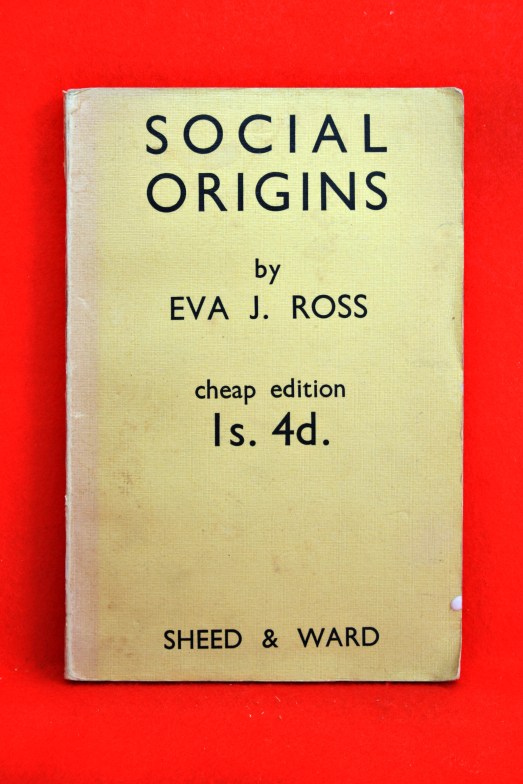 SOCIAL
ORIGINS
by
EVA J. ROSS
cheap edition
1s. 4d.
SHEED & WARD